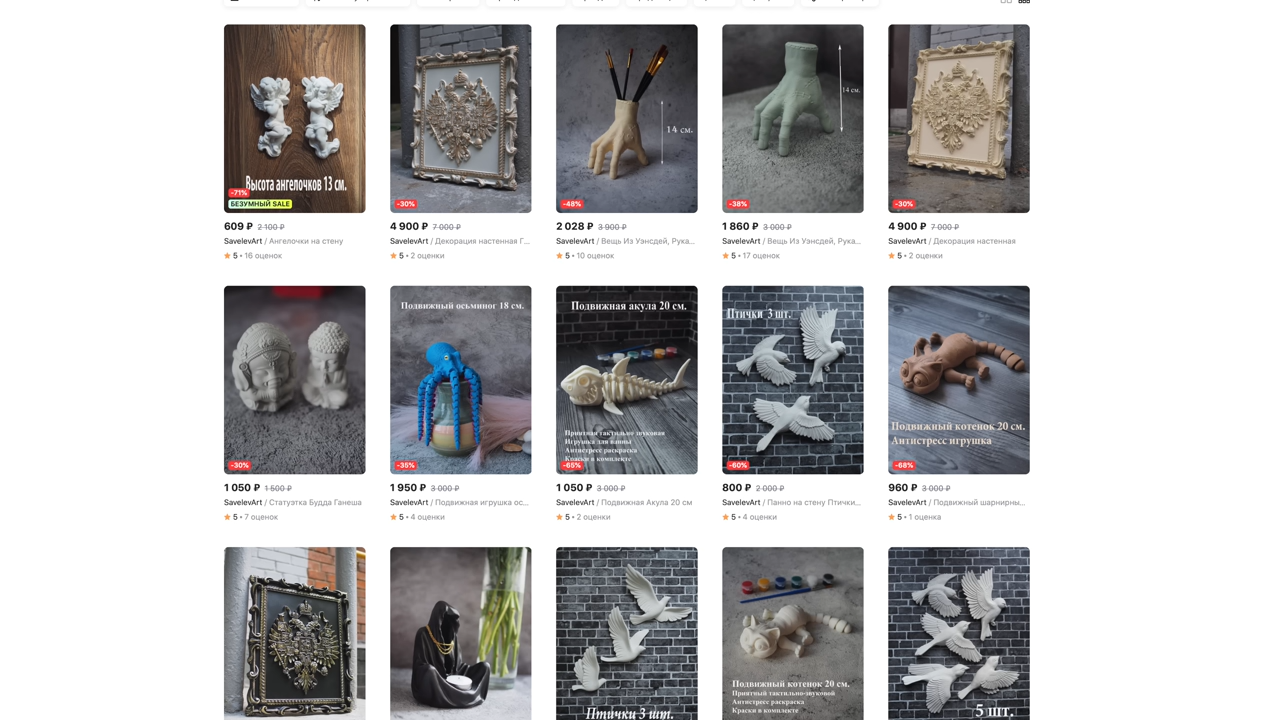 Высота ангелочков 13 см.
-71%
БЕЗУМНЫЙ SALE
-30%
14 см.
-48%
14 см.
-38%
-30%
609 ₽ 2 100 ₽
SavelevArt / Ангелочки на стену
5 • 16 оценок
4 900 ₽ 7 000 ₽
SavelevArt / Декорация настенная Г...
5 • 2 оценки
2 028 ₽ 3 900 ₽
SavelevArt / Вещь Из Уэнсдей, Рука...
5 • 10 оценок
1 860 ₽ 3 000 ₽
SavelevArt / Вещь Из Уэнсдей, Рука...
5 • 17 оценок
4 900 ₽ 7 000 ₽
SavelevArt / Декорация настенная
5 • 2 оценки
-30%
Подвижный осьминог 18 см.
-35%
Подвижная акула 20 см.
Приятная тактильно звуковая
Игрушка для ванны
Антистресс раскраска
Краски в комплекте
-65%
Птички 3 шт.
-60%
Подвижный котенок 20 см.
Антистресс игрушка
-68%
1 050 ₽ 1 500 ₽
SavelevArt / Статуэтка Будда Ганеша
5 • 7 оценок
1 950 ₽ 3 000 ₽
SavelevArt / Подвижная игрушка ос...
5 • 4 оценки
1 050 ₽ 3 000 ₽
SavelevArt / Подвижная Акула 20 см
5 • 2 оценки
800 ₽ 2 000 ₽
SavelevArt / Панно на стену Птички...
5 • 4 оценки
960 ₽ 3 000 ₽
SavelevArt / Подвижный шарнирны...
5 • 1 оценка
Птички 3 шт.
Подвижный котенок 20 см.
Приятный тактильно-звуковой
Антистресс раскраска
Краски в комплекте
5 шт.